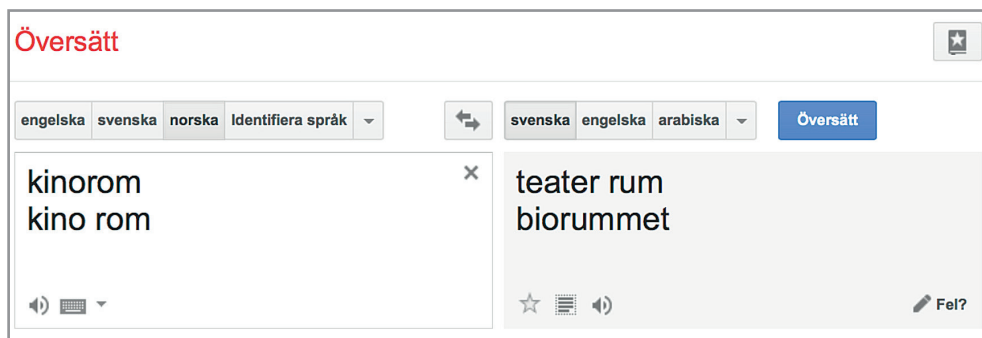 Översätt
engelska svenska norska Identifiera språk
svenska engelska arabiska Översätt
kinorom
kino rom
teater rum
biorummet
Fel?